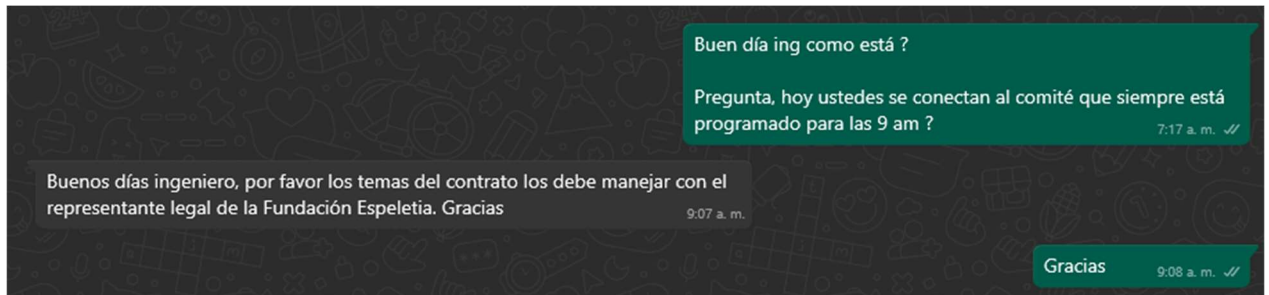 Buen día ing como está ?
Pregunta, hoy ustedes se conectan al comité que siempre está
programado para las 9 am ?
7:17 a. m.
Buenos días ingeniero, por favor los temas del contrato los debe manejar con el
representante legal de la Fundación Espeletia. Gracias
9:07 a. m.
Gracias
9:08 a. m.